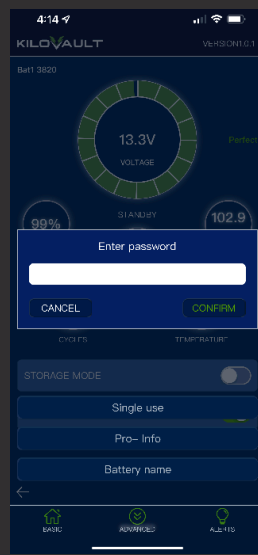 4:14
KILOVAULT VERSION1.0.1
Bat1 3820
Perfect
13.3V
VOLTAGE
STANDBY
99% 102.9
Enter password
CANCEL CONFIRM
CYCLES TEMPERATURE
STORAGE MODE
Single use
Pro- Info
Battery name
BASIC ADVANCED ALERTS